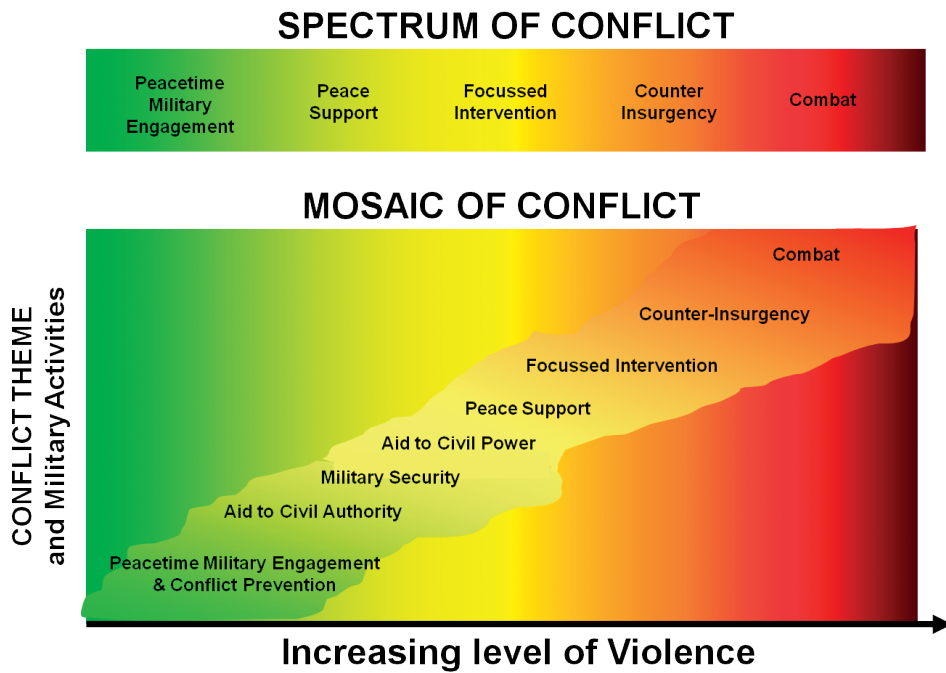 SPECTRUM OF CONFLICT
Peacetime
Military
Engagement
Peace
Support
Focussed
Intervention
Counter
Insurgency
Combat
MOSAIC OF CONFLICT
CONFLICT THEME
and Military Activities
Combat
Counter-Insurgency
Focussed Intervention
Peace Support
Aid to Civil Power
Military Security
Aid to Civil Authority
Peacetime Military Engagement
& Conflict Prevention
Increasing level of Violence